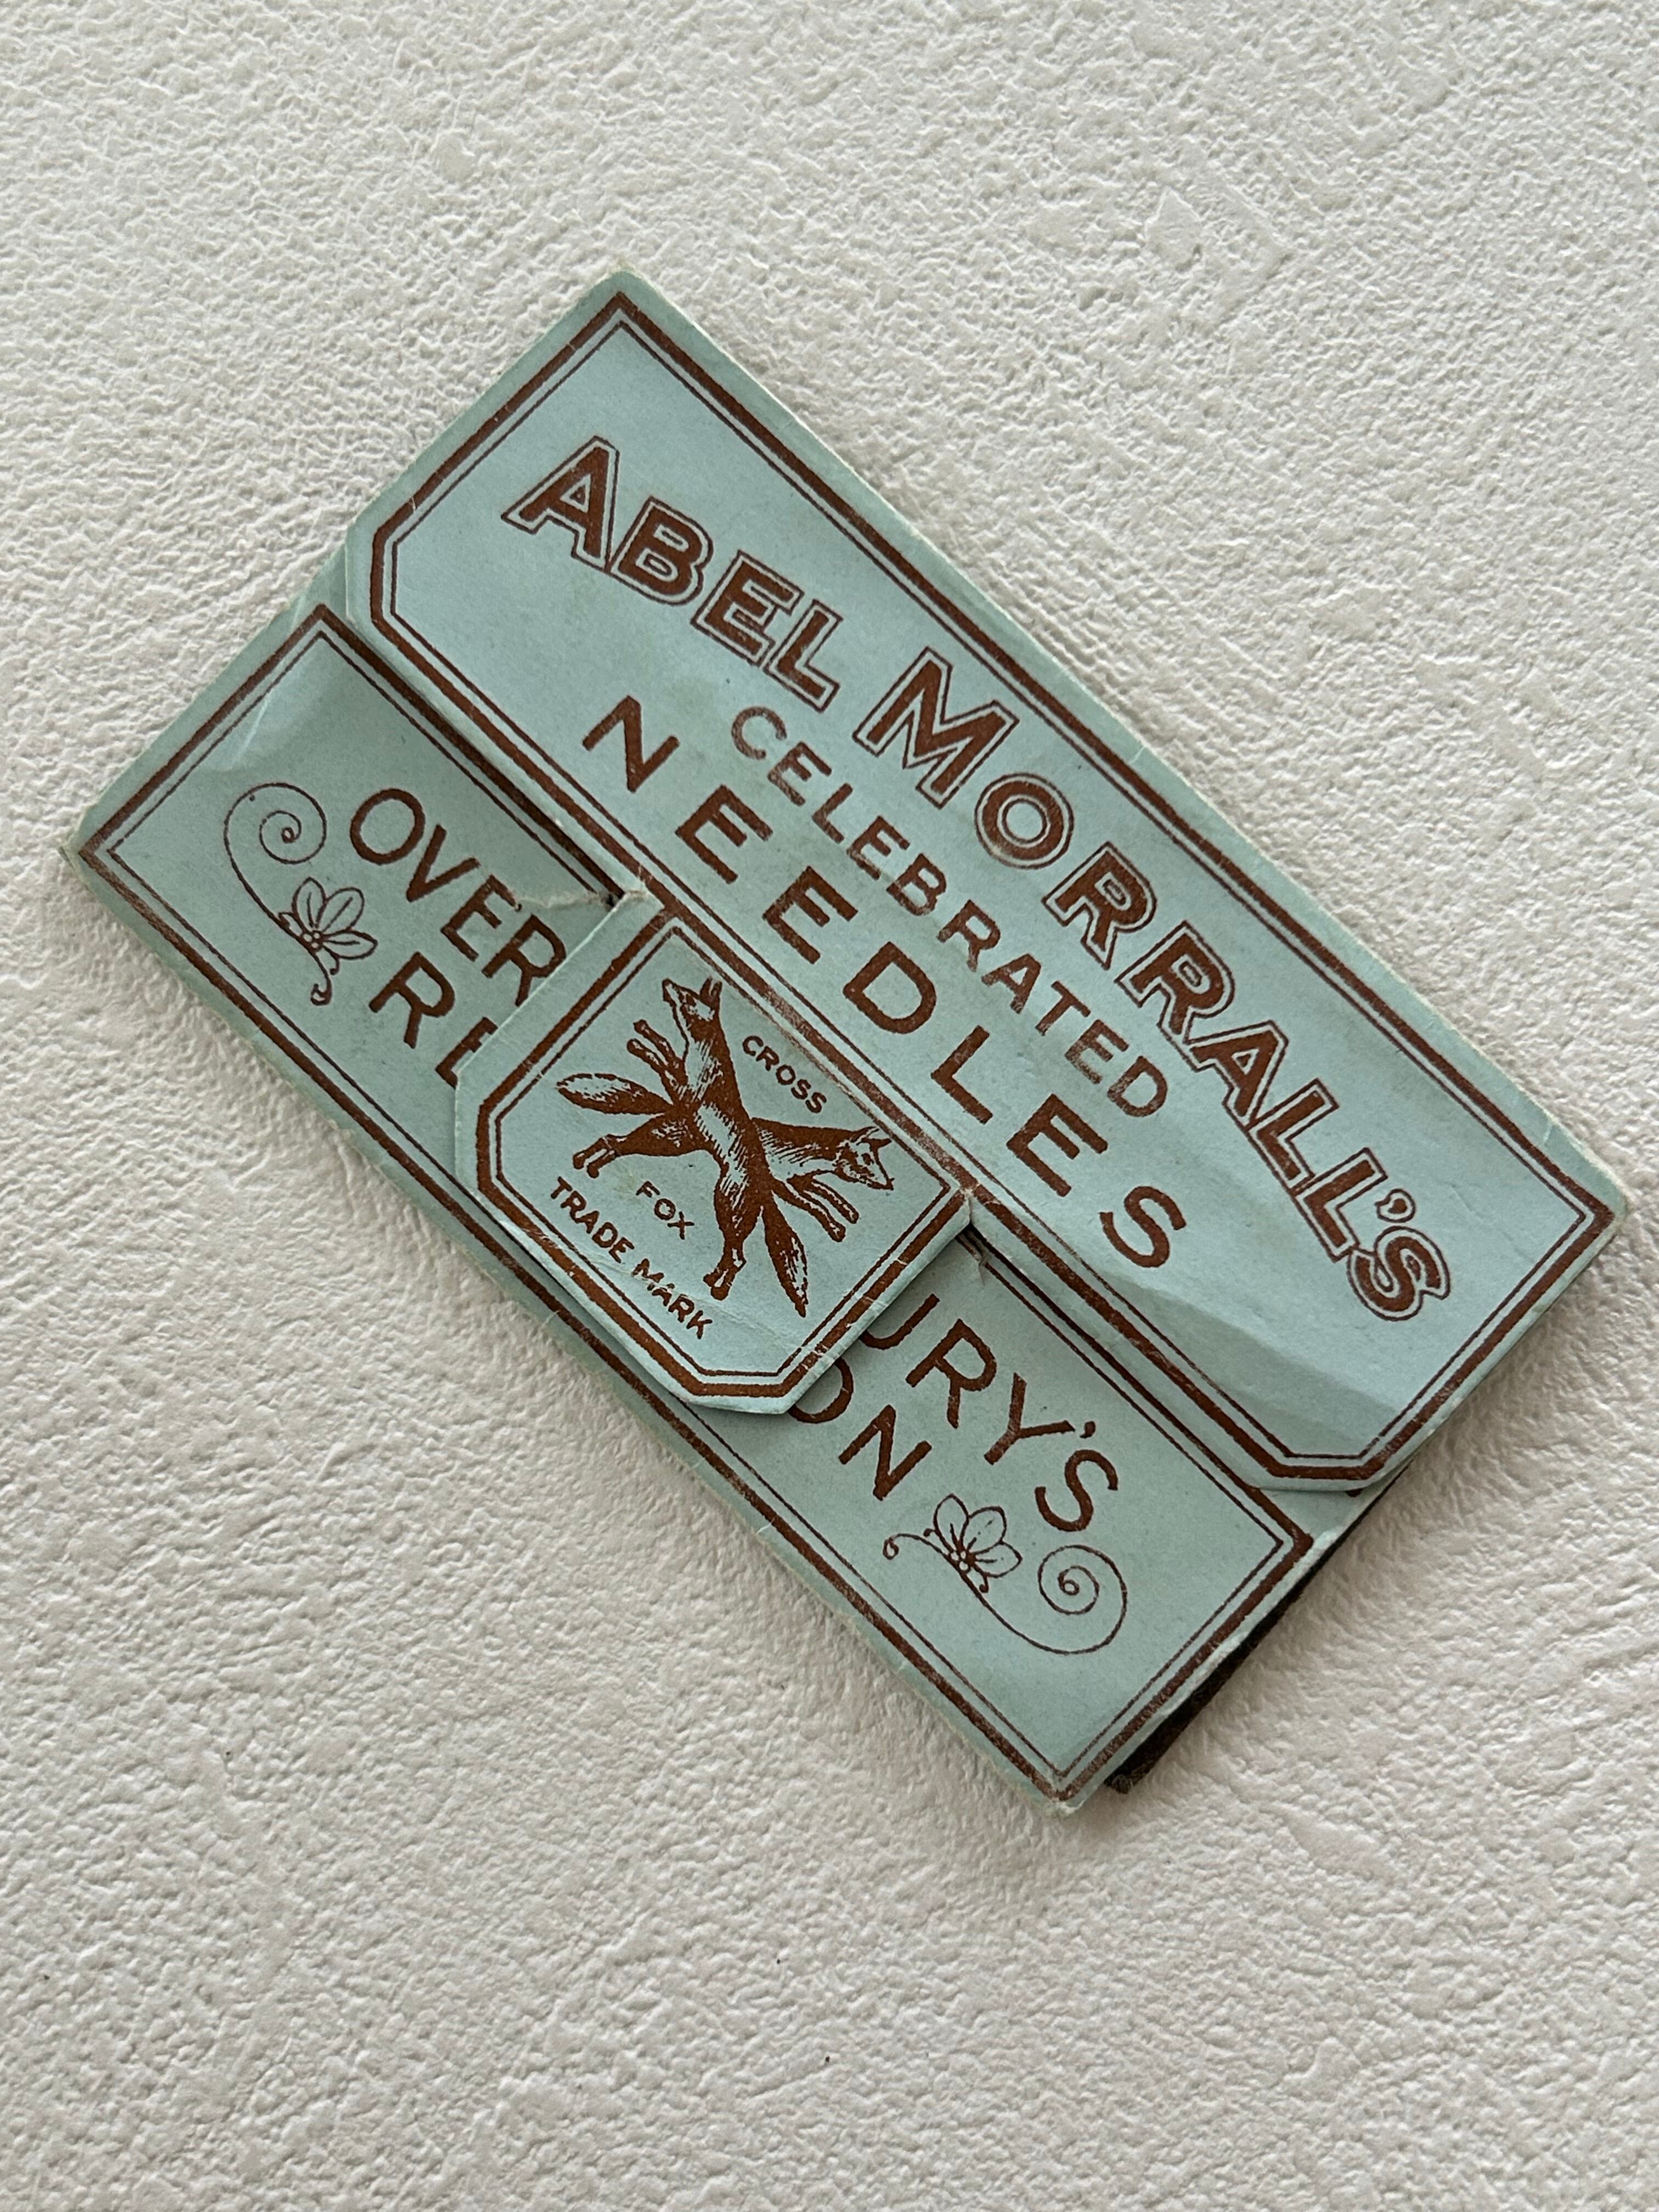 ABEL MORRALL'S
CELEBRATED
NEEDLES
CROSS
FOX
TRADE MARK
OVER URY'S
RE ON